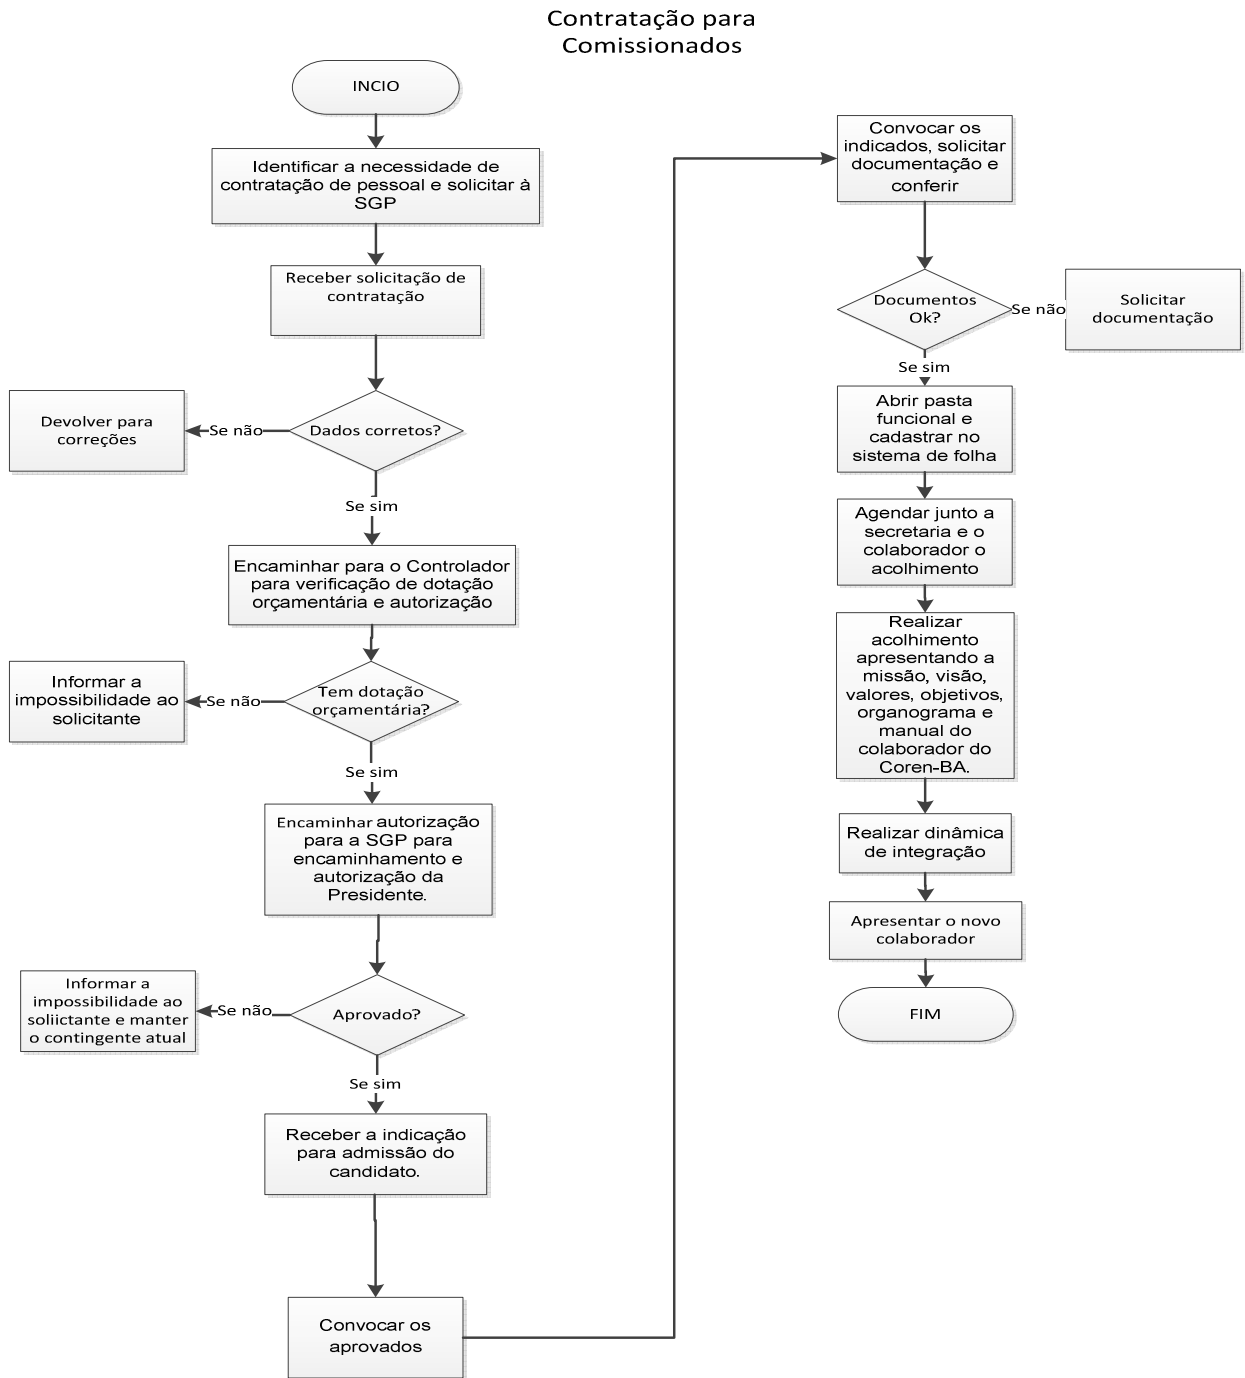 Contratação para
Comissionados
INCIO
Identificar a necessidade de
contratação de pessoal e solicitar à
SGP
Receber solicitação de
contratação
Dados corretos?
Se não
Devolver para
correções
Se sim
Encaminhar para o Controlador
para verificação de dotação
orçamentária e autorização
Tem dotação
orçamentária?
Se não
Informar a
impossibilidade ao
solicitante
Se sim
Encaminhar autorização
para a SGP para
encaminhamento e
autorização da
Presidente.
Aprovado?
Se não
Informar a
impossibilidade ao
soliictante e manter
o contingente atual
Se sim
Receber a indicação
para admissão do
candidato.
Convocar os
aprovados
Convocar os
indicados, solicitar
documentação e
conferir
Documentos
Ok?
Se não
Solicitar
documentação
Se sim
Abrir pasta
funcional e
cadastrar no
sistema de folha
Agendar junto a
secretaria e o
colaborador o
acolhimento
Realizar
acolhimento
apresentando a
missão, visão,
valores, objetivos,
organograma e
manual do
colaborador do
Coren-BA.
Realizar dinâmica
de integração
Apresentar o novo
colaborador
FIM